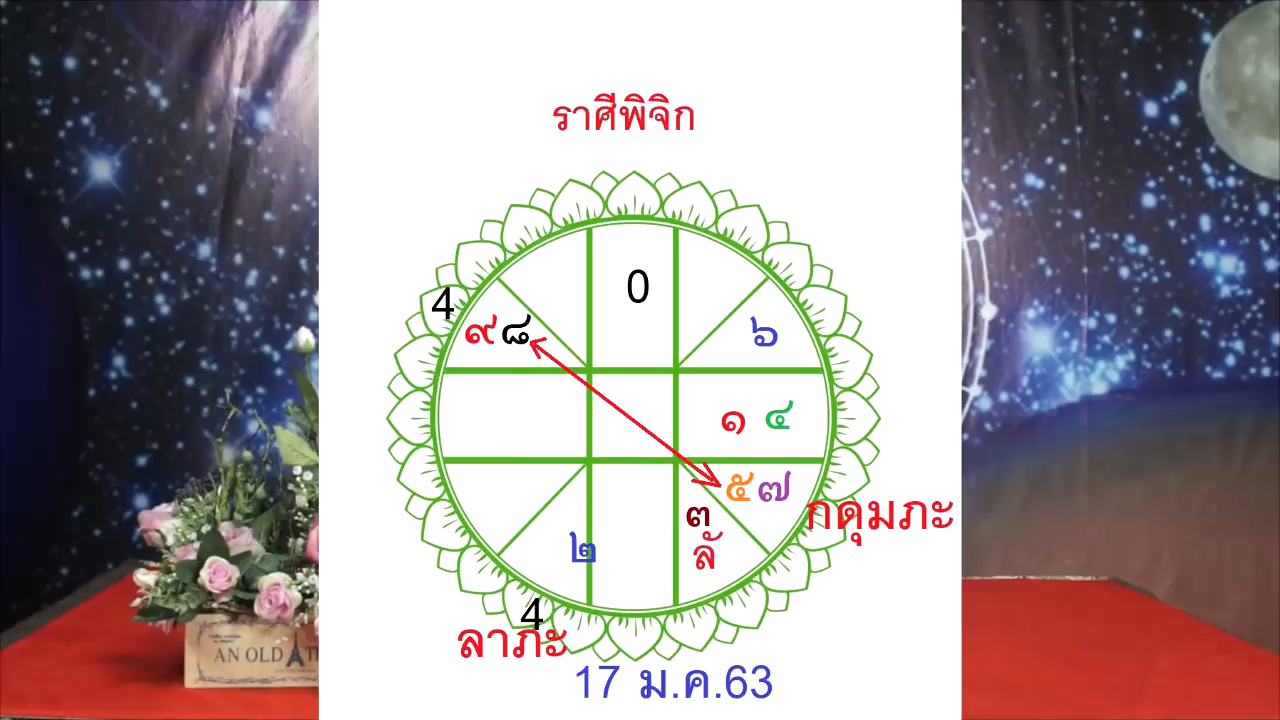 ราศีพิจิก
0
4
๙ ๘
๖
๑ ๔
๕ ๗
กดุมภะ
๓
ลั
๒
4
ลาภะ
17 ม.ค.63
AN OLD